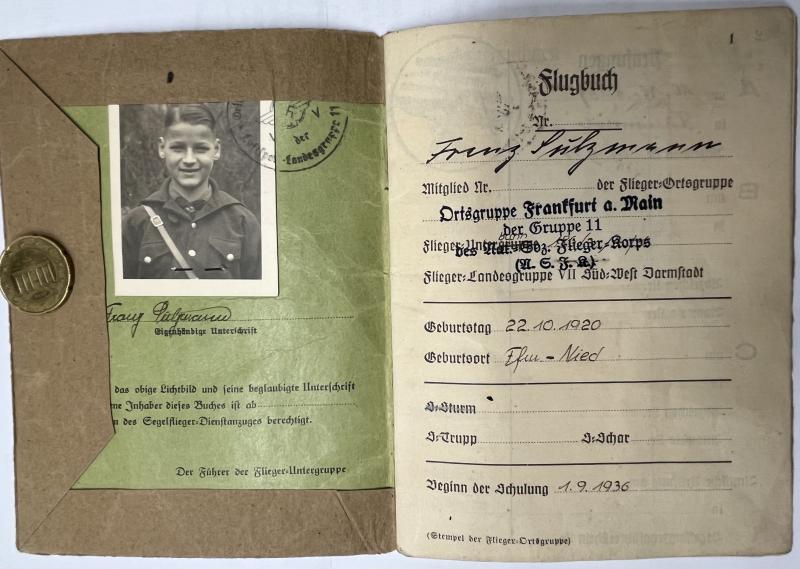 V
V
der
-Landesgruppe 11
Franz Sulzmann
Eigenhändige Unterschrift
das obige Lichtbild und seine beglaubigte Unterschrift
Inhaber dieses Buches ist ab
des Segelflieger-Dienstanzuges berechtigt.
Der Führer der Flieger-Untergruppe
1
Flugbuch
Nr.
Franz Sulzmann
Mitglied Nr. der Flieger-Ortsgruppe
Ortsgruppe Frankfurt a. Main
der Gruppe 11
Flieger-Untergruppe
des Nat.-Soz. Flieger-Korps
(N. S. F. K.)
Flieger-Landesgruppe VII Süd-West Darmstadt
Geburtstag 22.10.1920
Geburtsort Ffm-Nied
S-Sturm
S-Trupp S-Schar
Beginn der Schulung 1.9.1936
(Stempel der Flieger-Ortsgruppe)